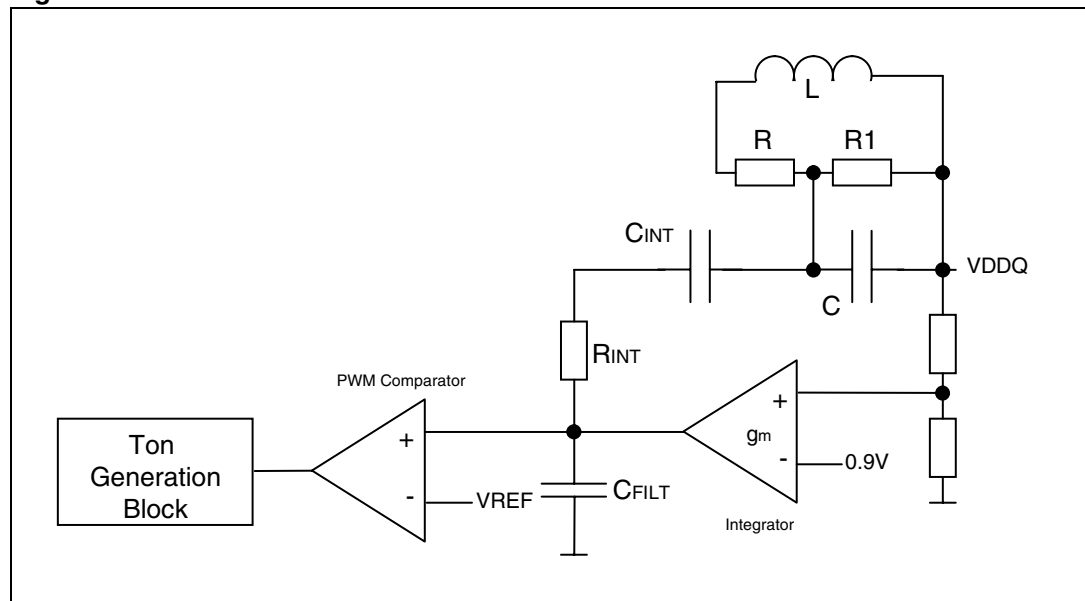 L
R
R1
CINT
C
VDDQ
RINT
PWM Comparator
+
gm
-
0.9V
Ton
Generation
Block
+
-
VREF
CFILT
Integrator